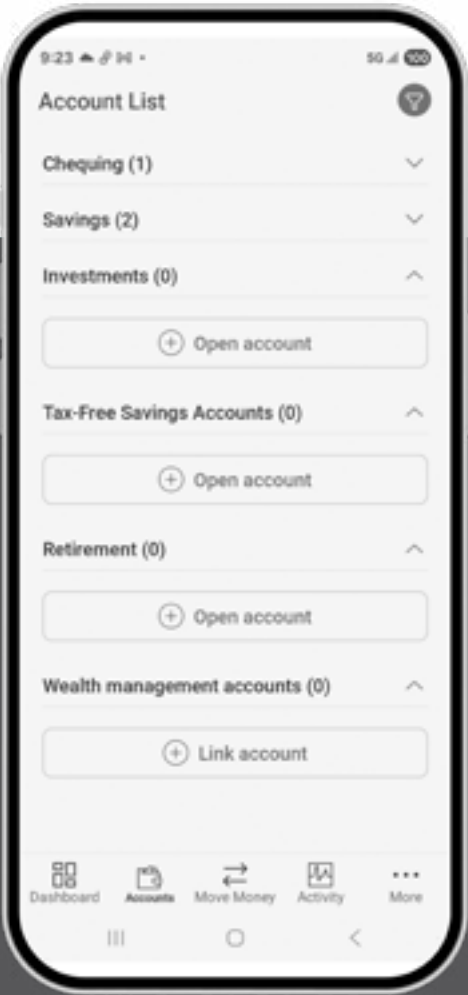 9:23
5G 100
Account List
Chequing (1)
Savings (2)
Investments (0)
Open account
Tax-Free Savings Accounts (0)
Open account
Retirement (0)
Open account
Wealth management accounts (0)
Link account
Dashboard Accounts Move Money Activity More